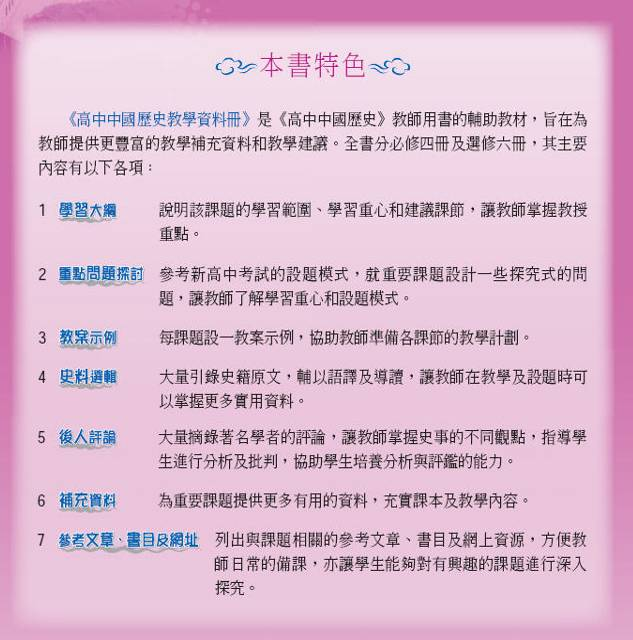 本書特色
《高中中國歷史教學資料冊》是《高中中國歷史》教師用書的輔助教材，旨在為
教師提供更豐富的教學補充資料和教學建議。全書分必修四冊及選修六冊，其主要
內容有以下各項：
1 學習大綱 說明該課題的學習範圍、學習重心和建議課節，讓教師掌握教授
重點。
2 重點問題探討 參考新高中考試的設題模式，就重要課題設計一些探究式的問
題，讓教師了解學習重心和設題模式。
3 教案示例 每課題設一教案示例，協助教師準備各課節的教學計劃。
4 史料選輯 大量引錄史籍原文，輔以語譯及導讀，讓教師在教學及設題時可
以掌握更多實用資料。
5 後人評論 大量摘錄著名學者的評論，讓教師掌握史事的不同觀點，指導學
生進行分析及批判，協助學生培養分析與評鑑的能力。
6 補充資料 為重要課題提供更多有用的資料，充實課本及教學內容。
7 參考文章、書目及網址 列出與課題相關的參考文章、書目及網上資源，方便教
師日常的備課，亦讓學生能夠對有興趣的課題進行深入
探究。